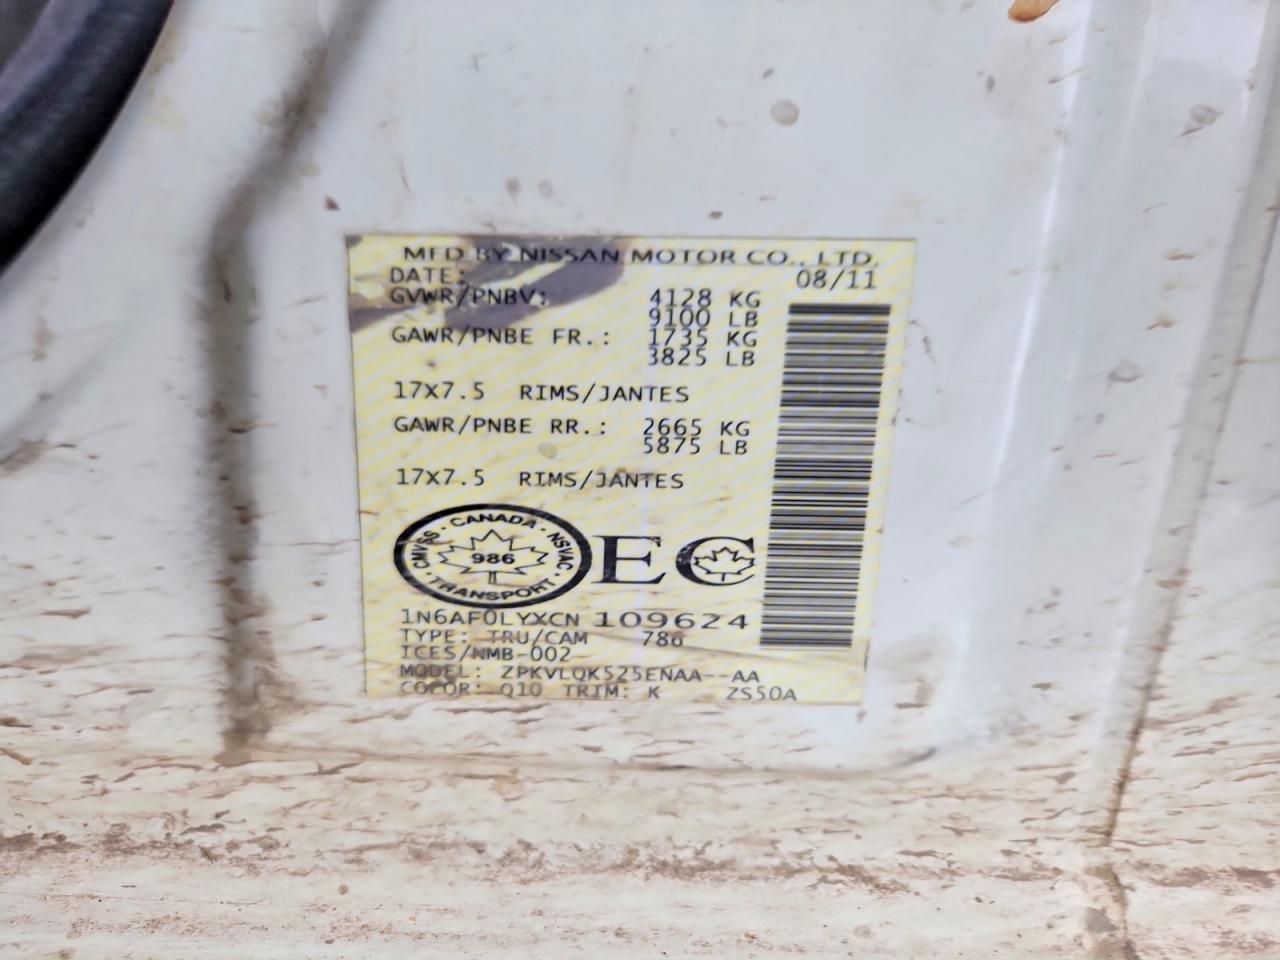 MFD BY NISSAN MOTOR CO., LTD.
DATE: 08/11
GVWR/PNBV: 4128 KG
9100 LB
GAWR/PNBE FR.: 1735 KG
3825 LB
17X7.5 RIMS/JANTES
GAWR/PNBE RR.: 2665 KG
5875 LB
17X7.5 RIMS/JANTES
CANADA · NSVAC · TRANSPORT · CMVSS ·
986
EC
1N6AF0LYXCN 109624
TYPE: TRU/CAM 786
ICES/NMB-002
MODEL: ZPKVLQK525ENAA--AA
COLOR: Q10 TRIM: K ZS50A